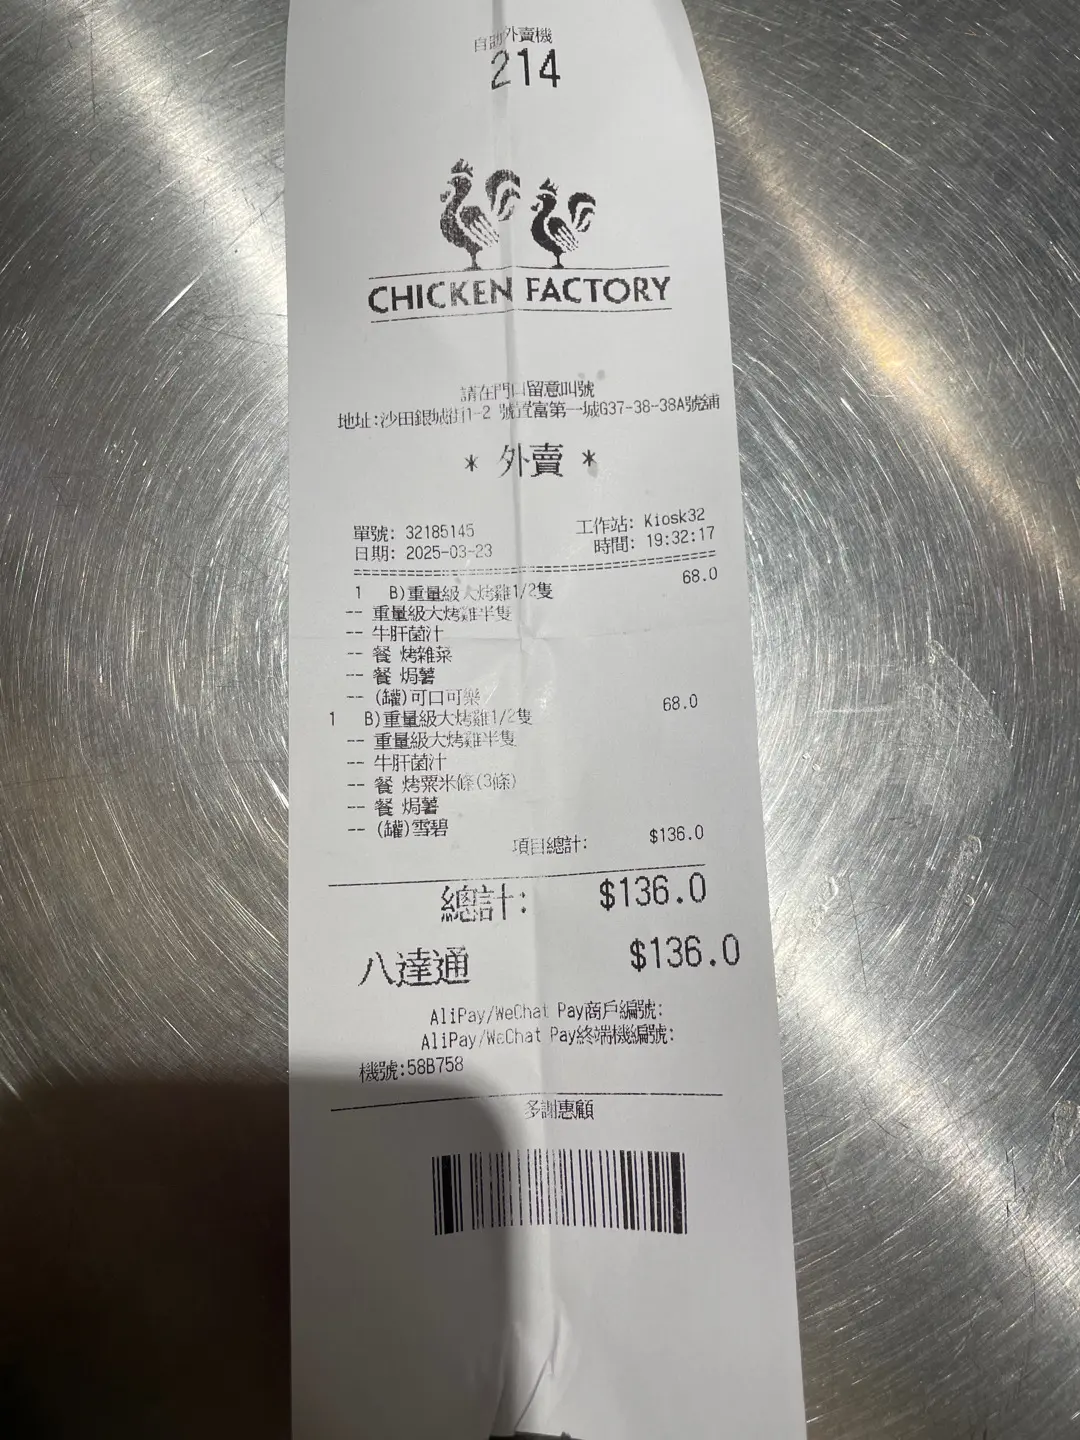 自助外賣機
214
CHICKEN FACTORY
請在門口留意叫號
地址:沙田銀城街1-2 號置富第一城G37-38-38A號舖
* 外賣 *
單號: 32185145 工作站: Kiosk32
日期: 2025-03-23 時間: 19:32:17
1 B)重量級大烤雞1/2隻 68.0
-- 重量級大烤雞半隻
-- 牛肝菌汁
-- 餐 烤雜菜
-- 餐 焗薯
-- (罐)可口可樂
1 B)重量級大烤雞1/2隻 68.0
-- 重量級大烤雞半隻
-- 牛肝菌汁
-- 餐 烤粟米條(3條)
-- 餐 焗薯
-- (罐)雪碧
項目總計: $136.0
總計: $136.0
八達通 $136.0
AliPay/WeChat Pay商戶編號:
AliPay/WeChat Pay終端機編號:
機號:58B758
多謝惠顧